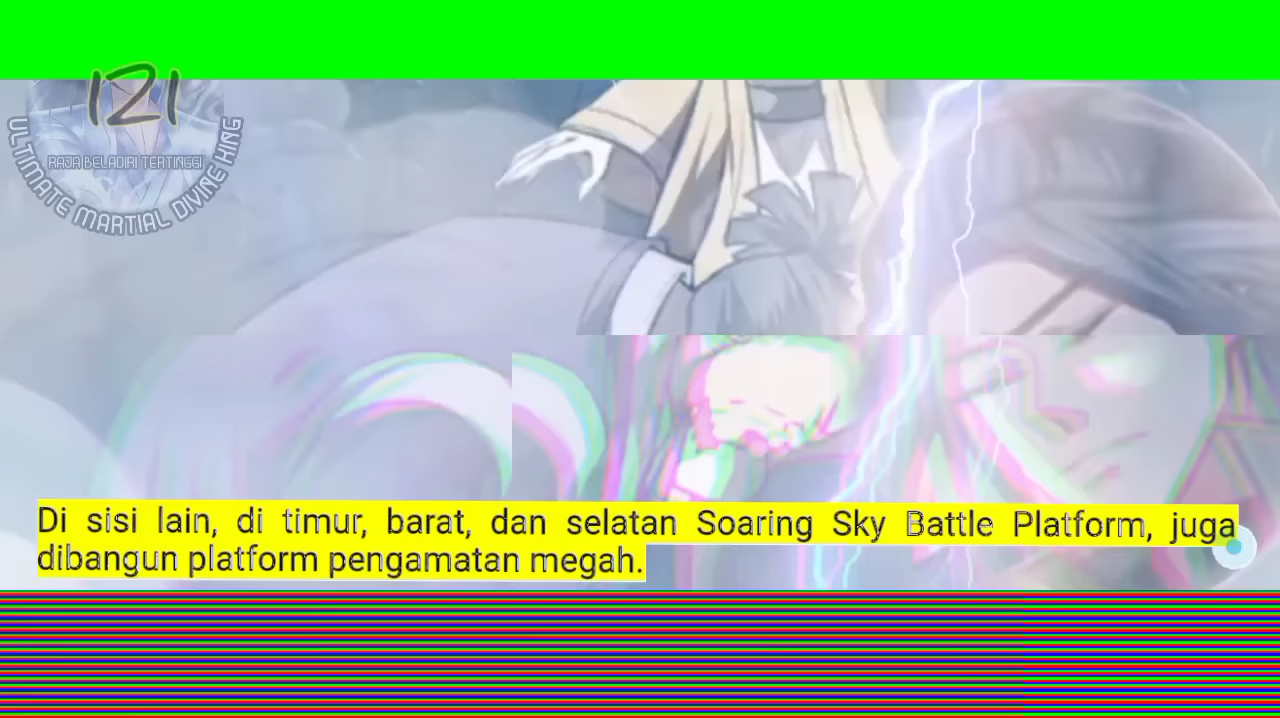 121
RAJA BELADIRI TERTINGGI
ULTIMATE MARTIAL DIVINE KING
Di sisi lain, di timur, barat, dan selatan Soaring Sky Battle Platform, juga
dibangun platform pengamatan megah.